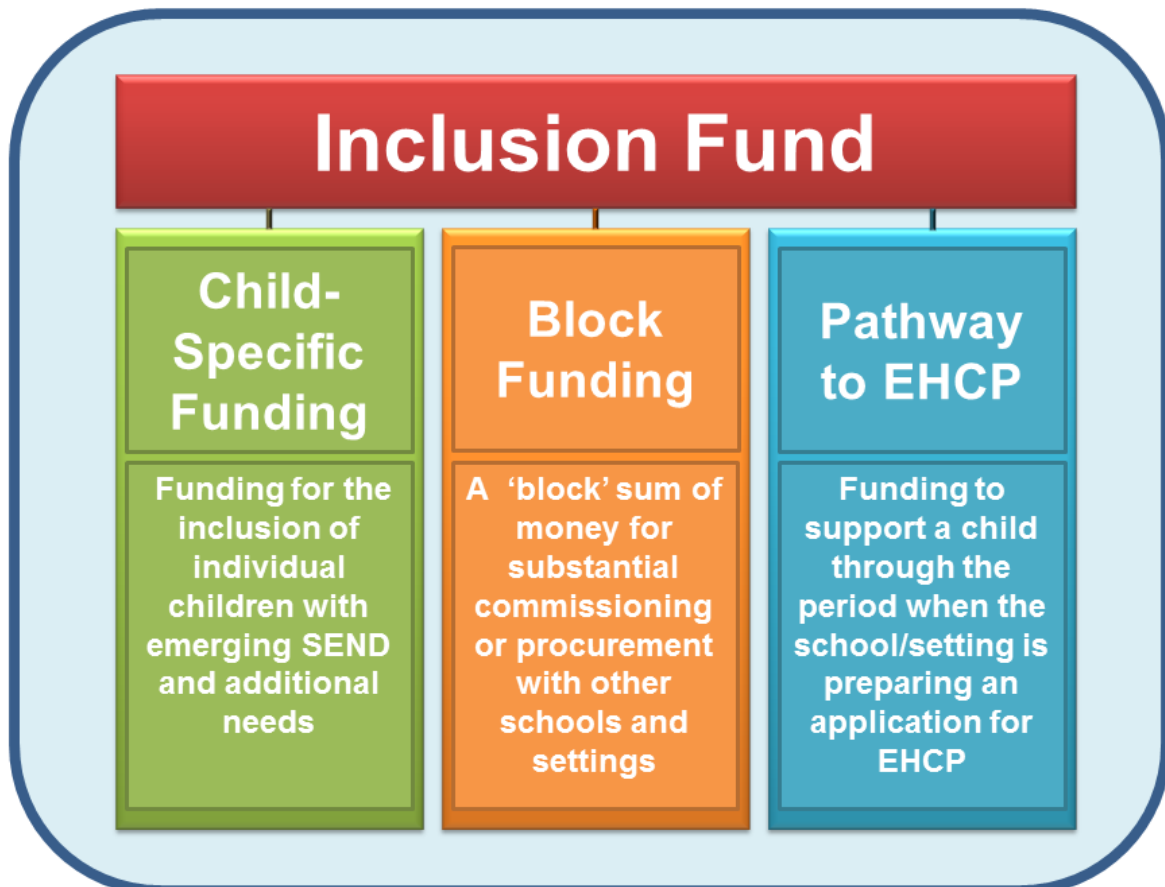 Inclusion Fund
Child-
Specific
Funding
Funding for the
inclusion of
individual
children with
emerging SEND
and additional
needs
Block
Funding
A ‘block’ sum of
money for
substantial
commissioning
or procurement
with other
schools and
settings
Pathway
to EHCP
Funding to
support a child
through the
period when the
school/setting is
preparing an
application for
EHCP